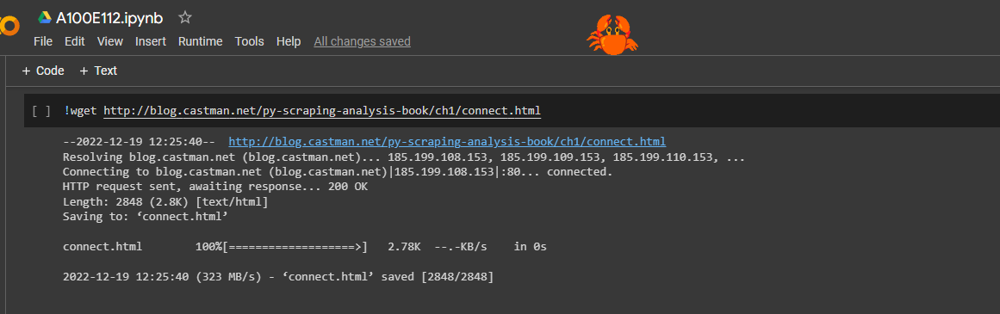 A100E112.ipynb
File Edit View Insert Runtime Tools Help All changes saved
+ Code + Text
[ ] !wget http://blog.castman.net/py-scraping-analysis-book/ch1/connect.html
--2022-12-19 12:25:40-- http://blog.castman.net/py-scraping-analysis-book/ch1/connect.html
Resolving blog.castman.net (blog.castman.net)... 185.199.108.153, 185.199.109.153, 185.199.110.153, ...
Connecting to blog.castman.net (blog.castman.net)|185.199.108.153|:80... connected.
HTTP request sent, awaiting response... 200 OK
Length: 2848 (2.8K) [text/html]
Saving to: ‘connect.html’
connect.html 100%[===================>] 2.78K --.-KB/s in 0s
2022-12-19 12:25:40 (323 MB/s) - ‘connect.html’ saved [2848/2848]